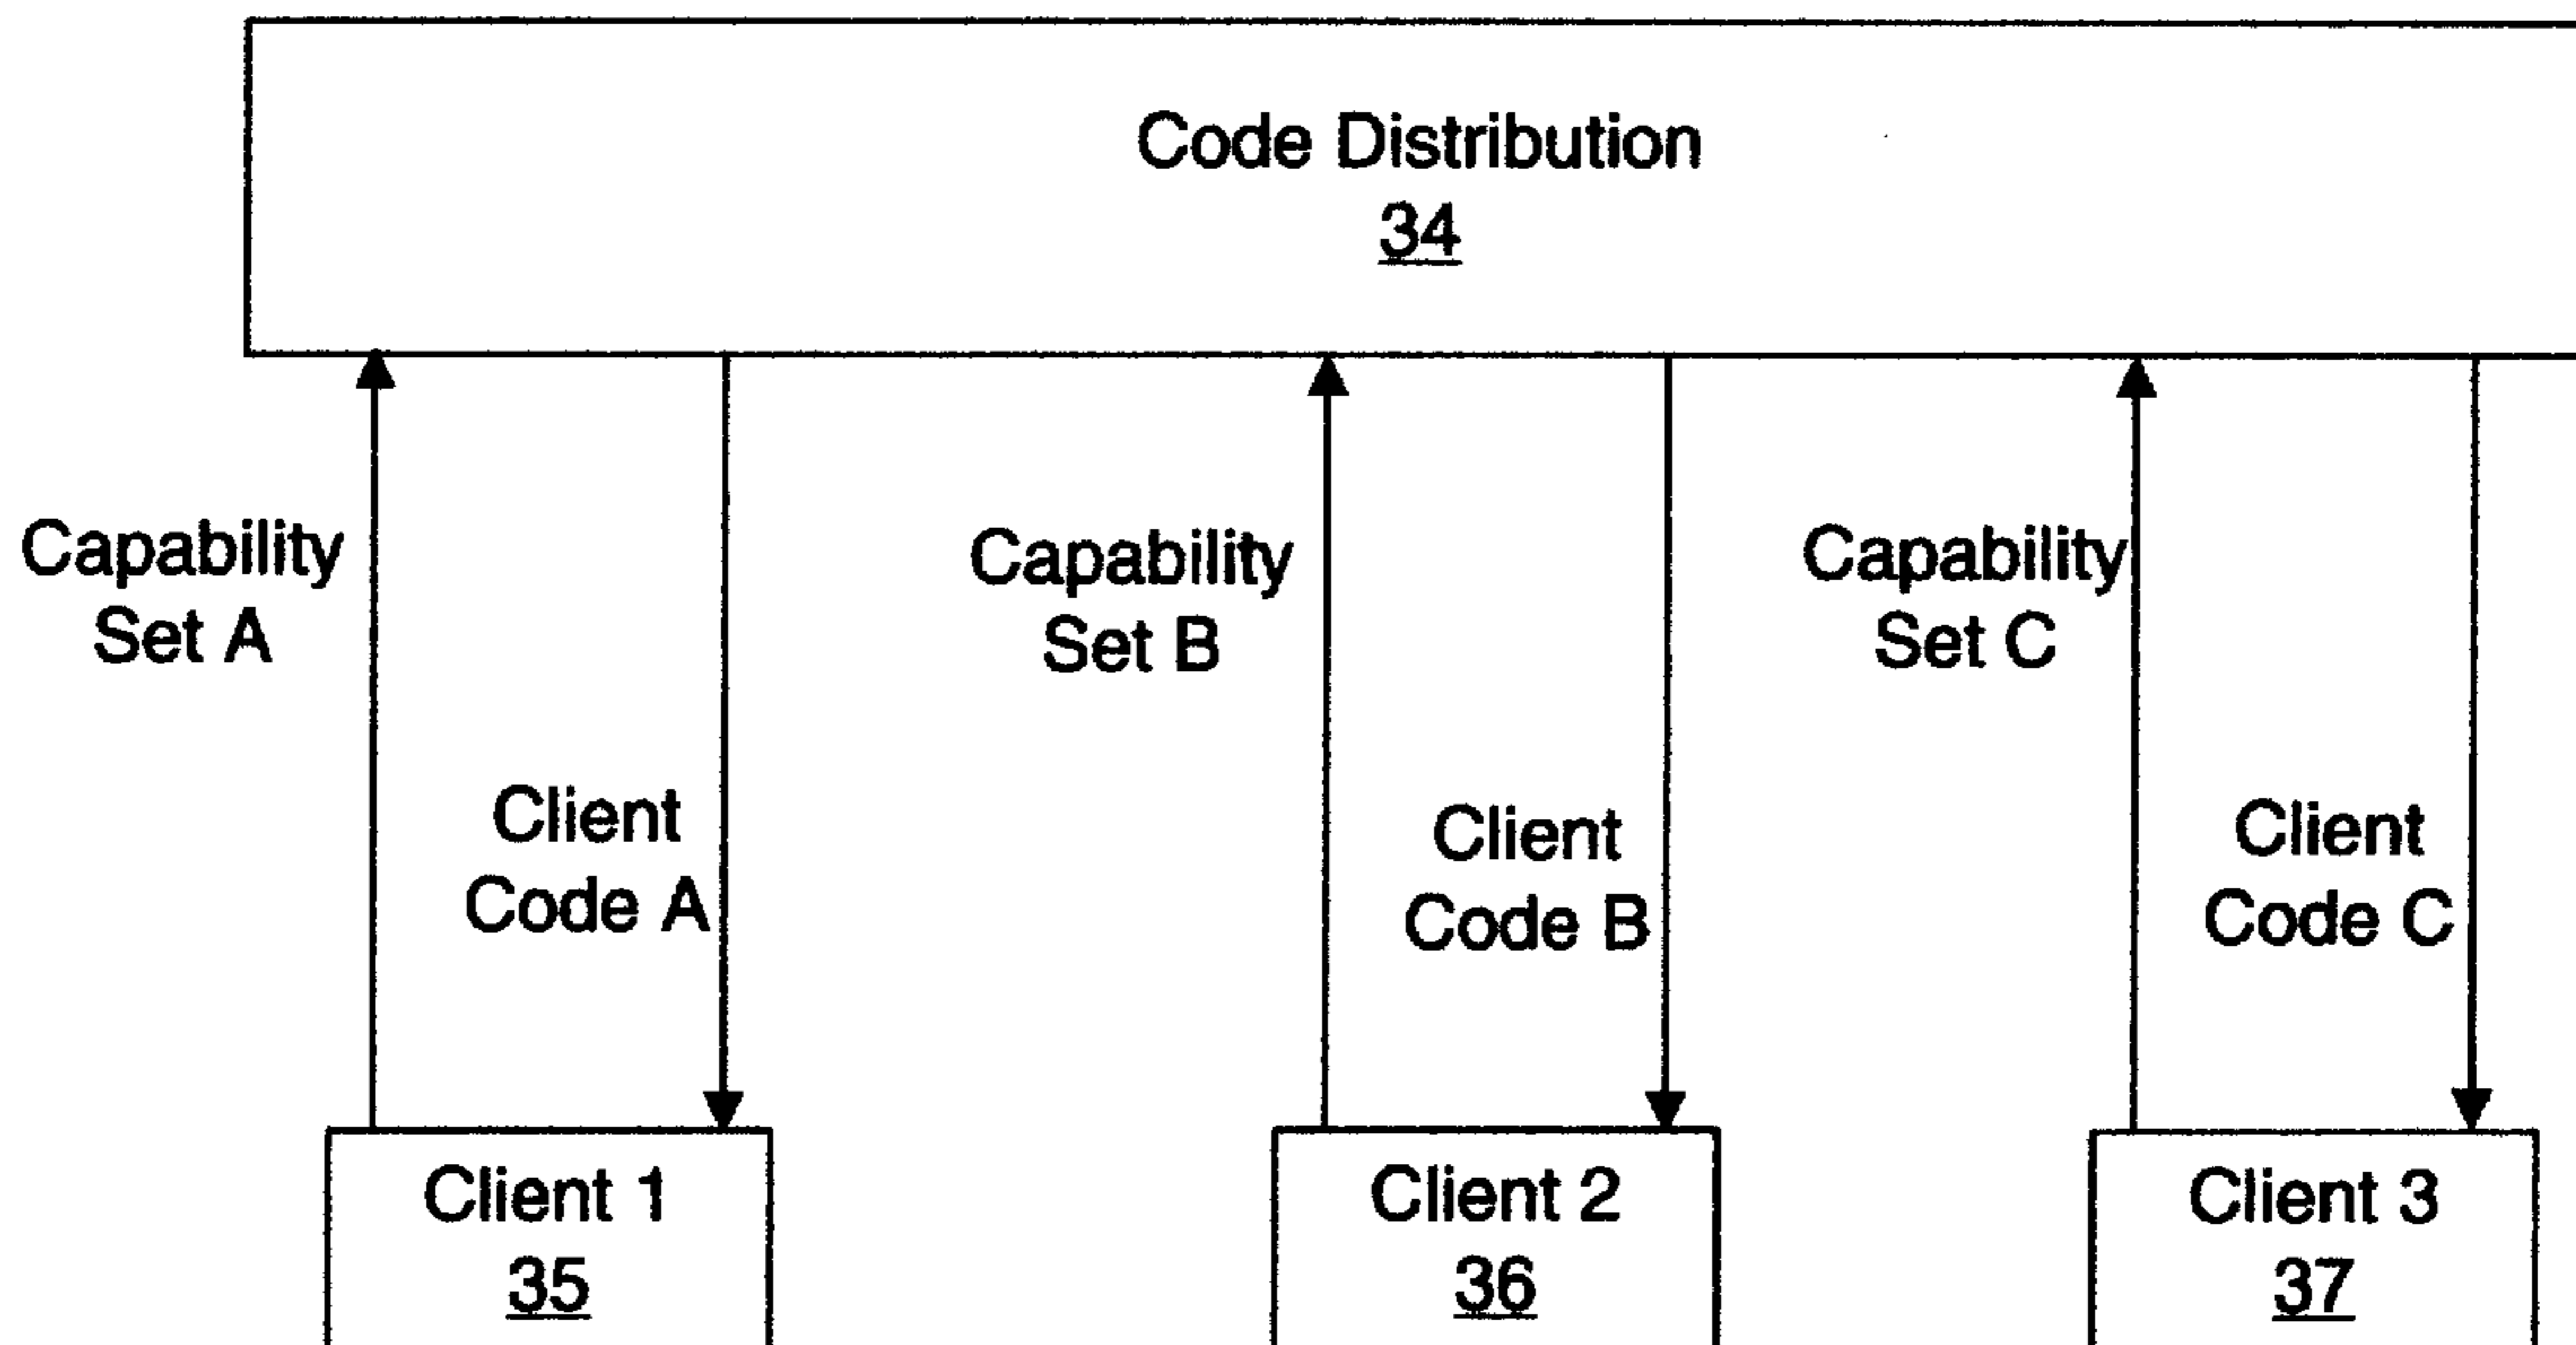 Code Distribution
34
Capability
Set A
Client
Code A
Capability
Set B
Client
Code B
Capability
Set C
Client
Code C
Client 1
35
Client 2
36
Client 3
37